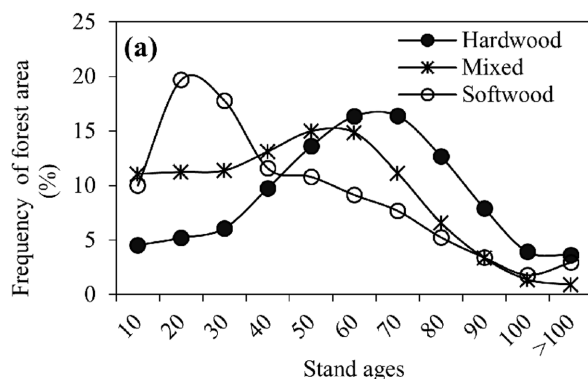 (a)
Hardwood
Mixed
Softwood
Frequency of forest area
(%)
25
20
15
10
5
0
10 20 30 40 50 60 70 80 90 100 >100
Stand ages